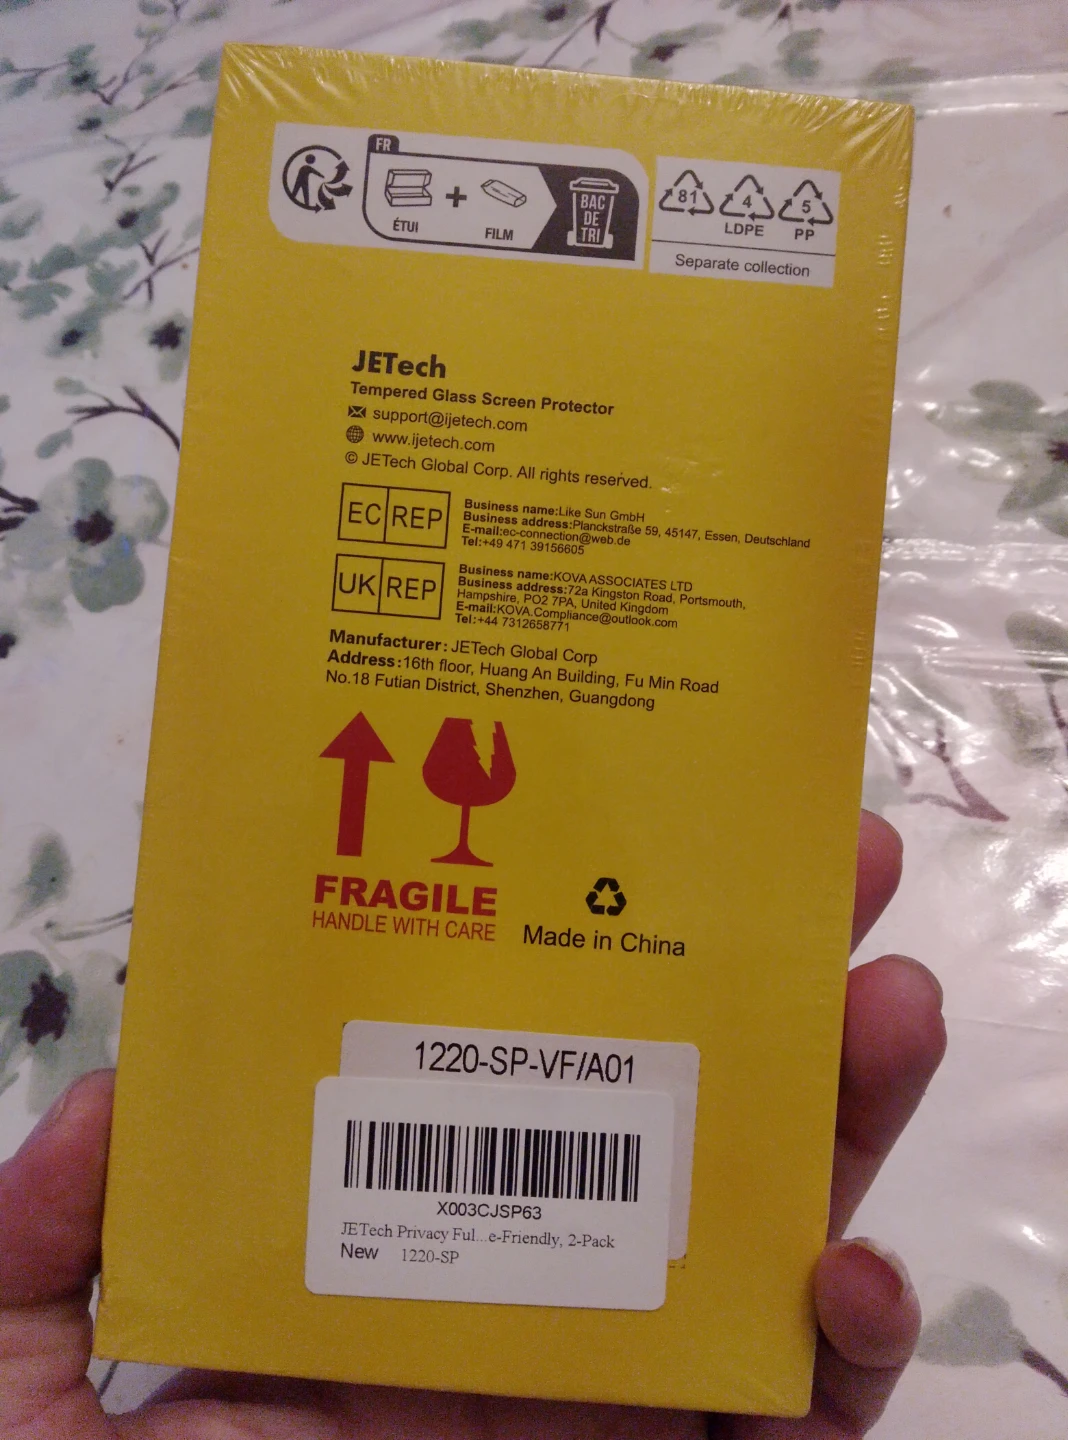 FR
ÉTUI
+
FILM
BAC
DE
TRI
81
4
5
LDPE
PP
Separate collection
JETech
Tempered Glass Screen Protector
support@ijetech.com
www.ijetech.com
© JETech Global Corp. All rights reserved.
EC REP
Business name:Like Sun GmbH
Business address:Planckstraße 59, 45147, Essen, Deutschland
E-mail:ec-connection@web.de
Tel:+49 471 39156605
UK REP
Business name:KOVA ASSOCIATES LTD
Business address:72a Kingston Road, Portsmouth,
Hampshire, PO2 7PA, United Kingdom
E-mail:KOVA.Compliance@outlook.com
Tel:+44 7312658771
Manufacturer: JETech Global Corp
Address:16th floor, Huang An Building, Fu Min Road
No.18 Futian District, Shenzhen, Guangdong
FRAGILE
HANDLE WITH CARE
Made in China
1220-SP-VF/A01
X003CJSP63
JETech Privacy Ful...e-Friendly, 2-Pack
New 1220-SP